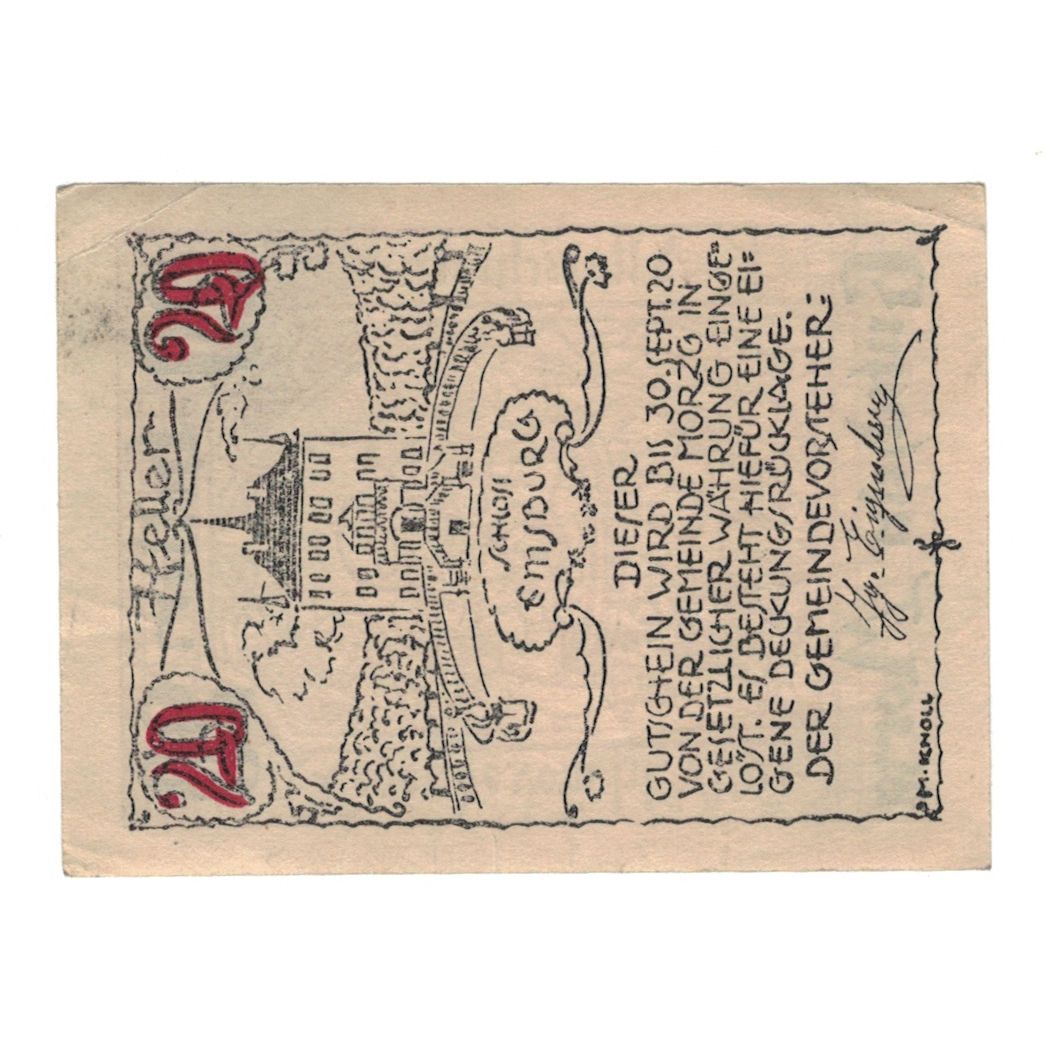 20 Heller 20
SCHLOSS
EMSBURG
DIESER
GUTSCHEIN WIRD BIS 30.SEPT.20
VON DER GEMEINDE MORZG IN
GESETZLICHER WÄHRUNG EINGE=
LÖST. ES BESTEHT HIEFÜR EINE EI=
GENE DECKUNGSRÜCKLAGE.
DER GEMEINDEVORSTEHER:
M.KNOLL